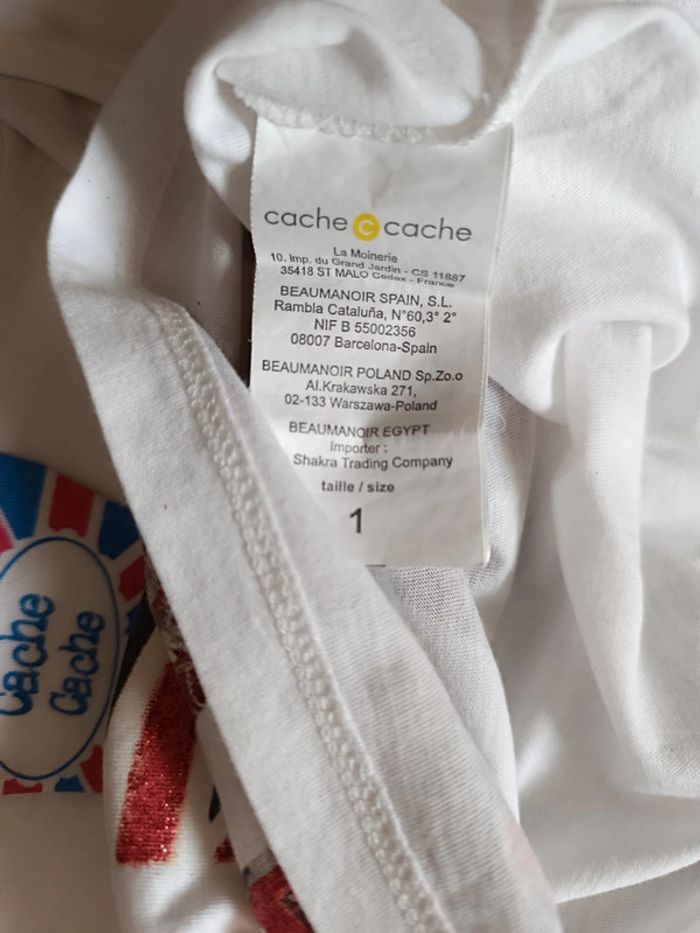 cache c cache
La Moinerie
10. Imp. du Grand Jardin - CS 11887
35418 ST MALO Cedex - France
BEAUMANOIR SPAIN, S.L.
Rambla Cataluña, N°60,3° 2°
NIF B 55002356
08007 Barcelona-Spain
BEAUMANOIR POLAND Sp.Zo.o
Al.Krakawska 271,
02-133 Warszawa-Poland
BEAUMANOIR EGYPT
Importer :
Shakra Trading Company
taille / size
1
Cache
Cache